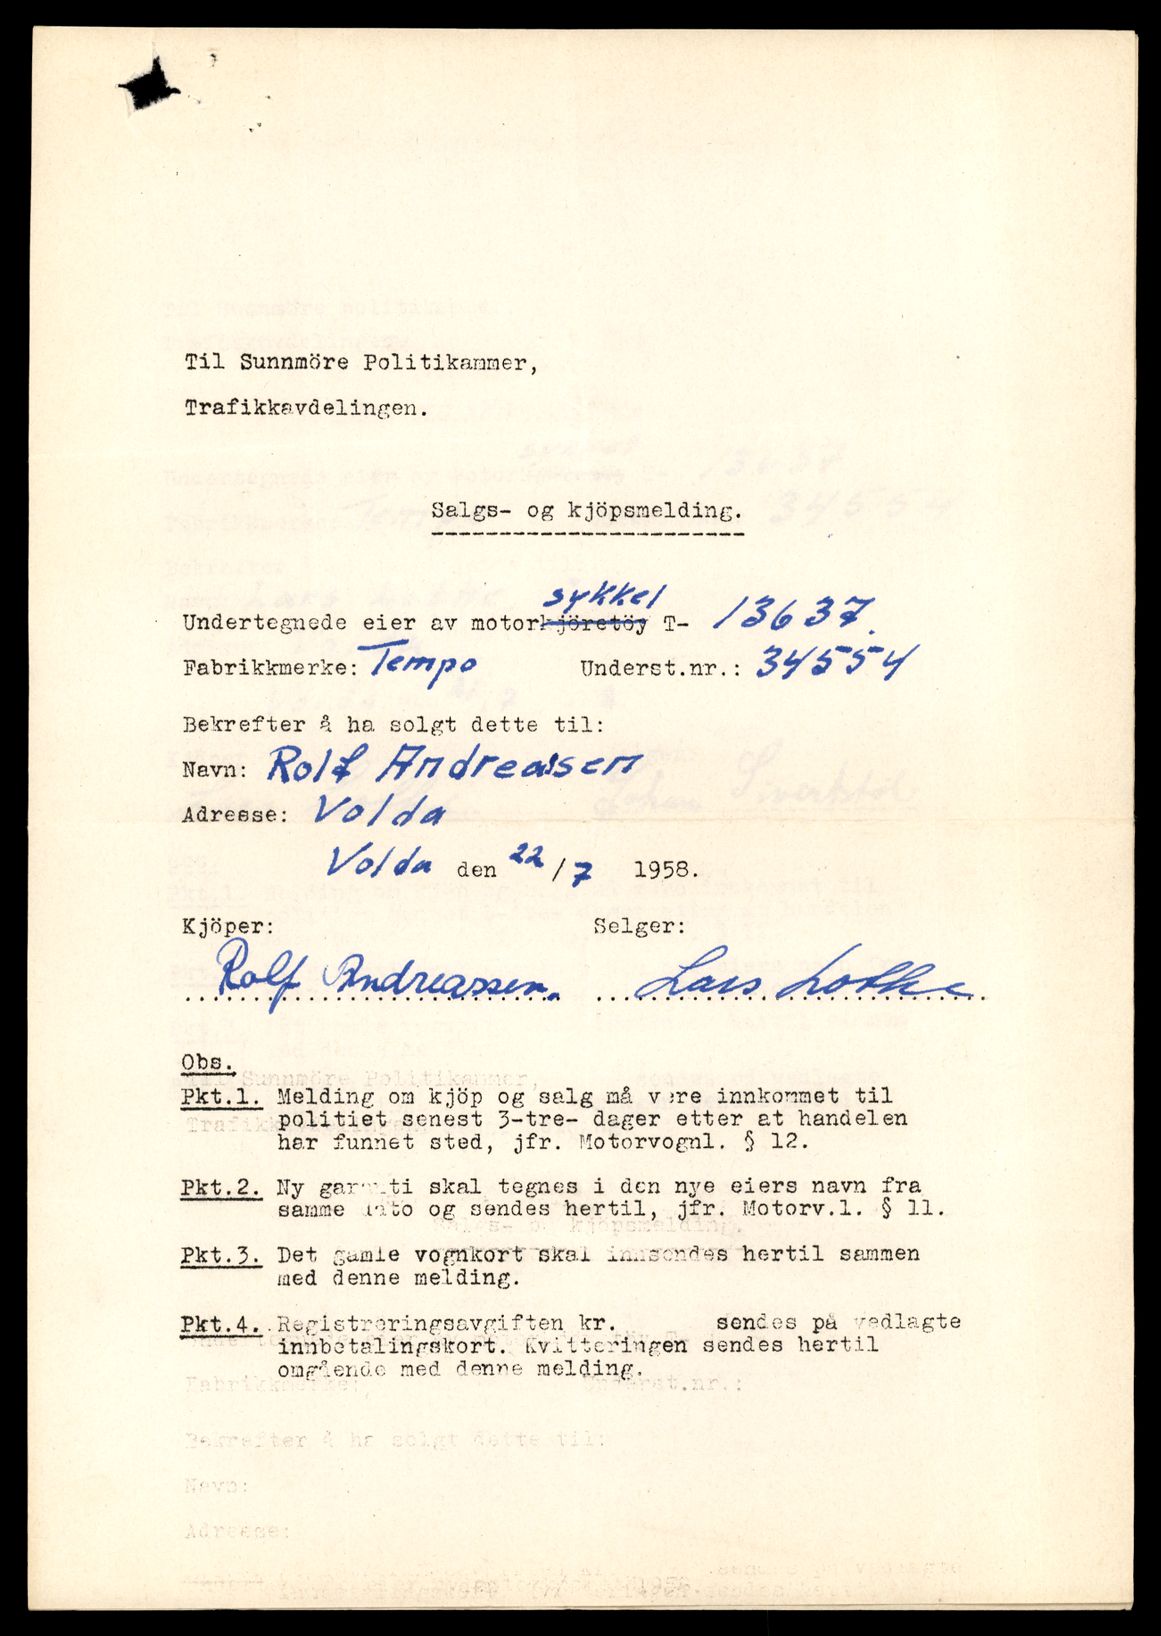 Til Sunnmöre Politikammer,
Trafikkavdelingen.
Salgs- og kjöpsmelding.
sykkel
Undertegnede eier av motorkjöretöy T- 13637.
Fabrikkmerke: Tempo Underst.nr.: 34554
Bekrefter å ha solgt dette til:
Navn: Rolf Andreassen
Adresse: Volda
Volda den 22/7 1958.
Kjöper: Selger:
Rolf Andreassen. Lars Lothe
Obs.
Pkt.1. Melding om kjöp og salg må være innkommet til
politiet senest 3-tre- dager etter at handelen
har funnet sted, jfr. Motorvognl. § 12.
Pkt.2. Ny garanti skal tegnes i den nye eiers navn fra
samme dato og sendes hertil, jfr. Motorv.l. § 11.
Pkt.3. Det gamle vognkort skal innsendes hertil sammen
med denne melding.
Pkt.4. Registreringsavgiften kr. sendes på vedlagte
innbetalingskort. Kvitteringen sendes hertil
omgående med denne melding.